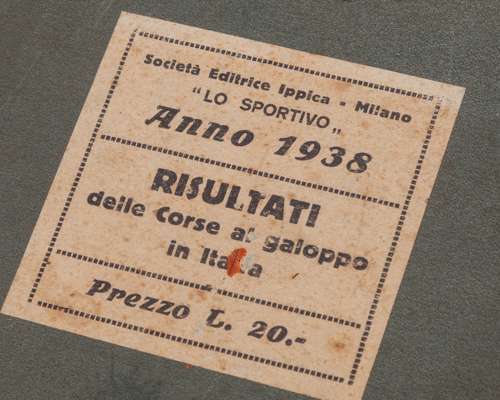 Società Editrice Ippica - Milano
"LO SPORTIVO"
Anno 1938
RISULTATI
delle Corse al galoppo
in Italia
Prezzo L. 20.-